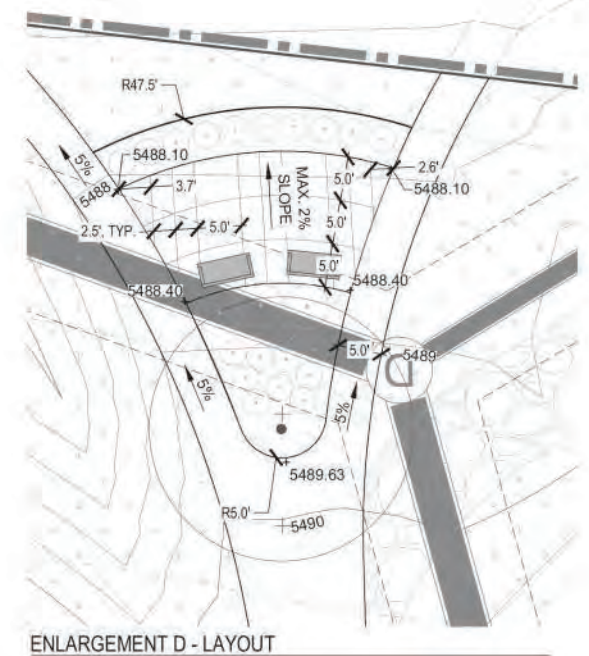 R47.5'
5%
5488.10
5488
3.7'
MAX. 2%
SLOPE
5.0'
2.6'
5488.10
2.5', TYP.
5.0'
5.0'
5.0'
5488.40
5488.40
5.0'
5489
D
5%
5%
5489.63
R5.0'
5490
ENLARGEMENT D - LAYOUT